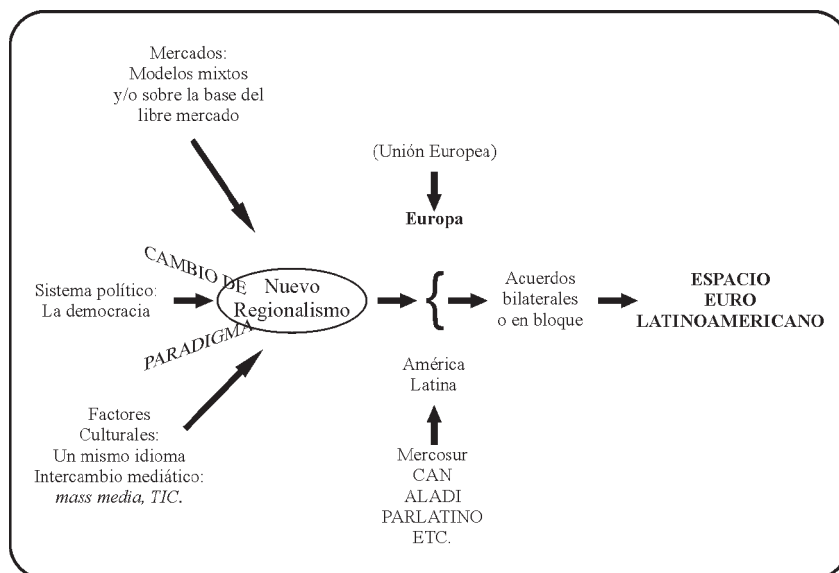 Mercados:
Modelos mixtos
y/o sobre la base del
libre mercado
(Unión Europea)
Europa
CAMBIO DE
PARADIGMA
Sistema político:
La democracia
Nuevo
Regionalismo
{
Acuerdos
bilaterales
o en bloque
ESPACIO
EURO
LATINOAMERICANO
América
Latina
Factores
Culturales:
Un mismo idioma
Intercambio mediático:
mass media, TIC.
Mercosur
CAN
ALADI
PARLATINO
ETC.